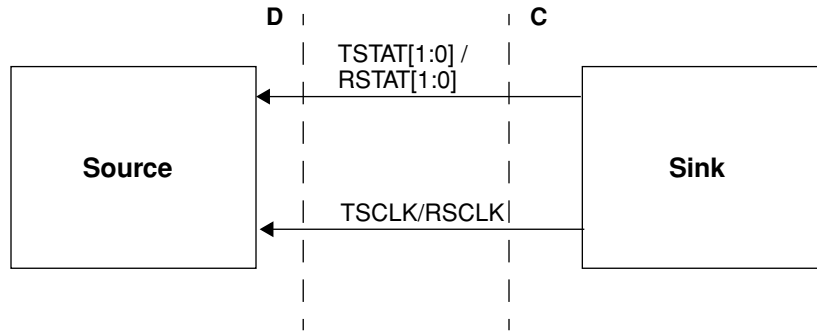 D
C
TSTAT[1:0] /
RSTAT[1:0]
Source
Sink
TSCLK/RSCLK